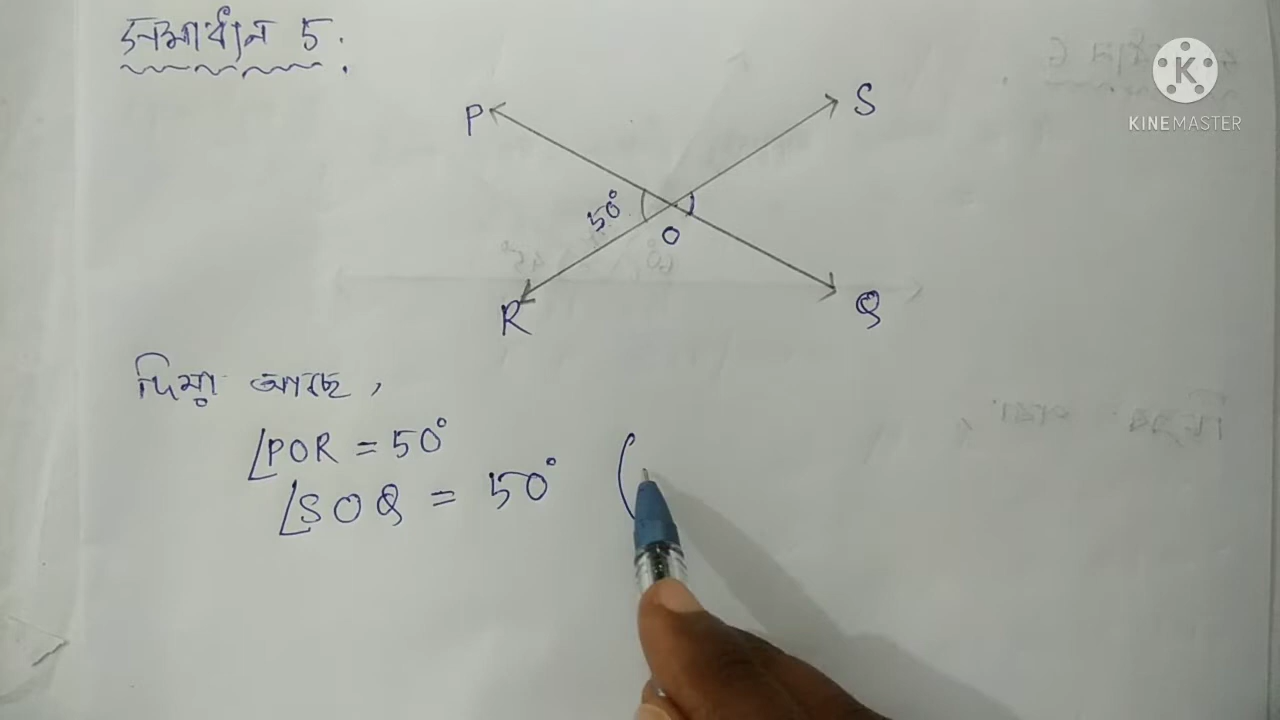 সমাধান 5.
P
S
50°
O
R
Q
দিয়া আছে,
∠POR = 50°
∠SOQ = 50° (
KINEMASTER